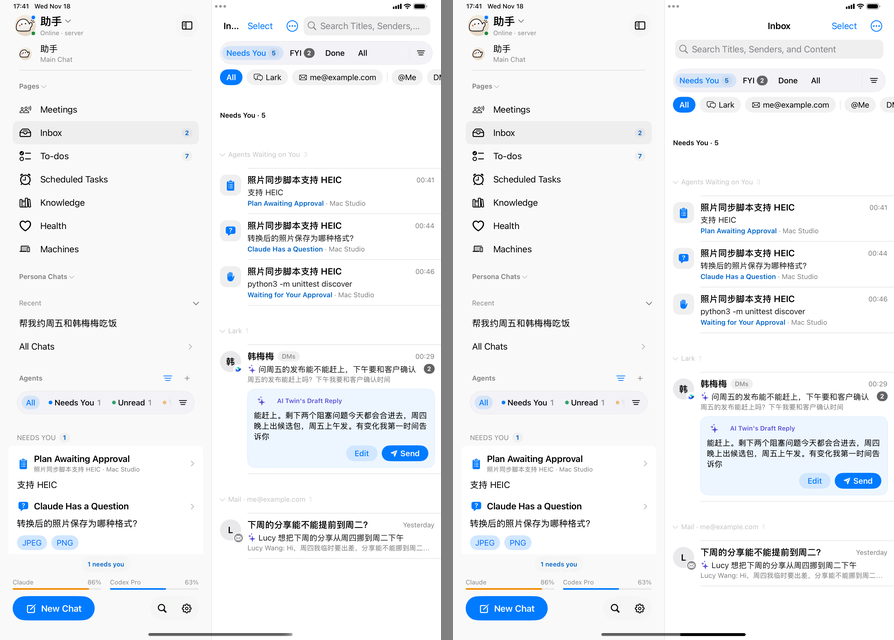 17:41 Wed Nov 18
助手
Online · server
助手
Main Chat
Pages
Meetings
Inbox 2
To-dos 7
Scheduled Tasks
Knowledge
Health
Machines
Persona Chats
Recent
帮我约周五和韩梅梅吃饭
All Chats
Agents
All Needs You 1 Unread 1
NEEDS YOU 1
Plan Awaiting Approval
照片同步脚本支持 HEIC · Mac Studio
支持 HEIC
Claude Has a Question
转换后的照片保存为哪种格式?
JPEG PNG
1 needs you
Claude 86% Codex Pro 63%
New Chat
In... Select
Search Titles, Senders,...
Needs You 5 FYI 2 Done All
All Lark me@example.com @Me
Needs You · 5
Agents Waiting on You 3
照片同步脚本支持 HEIC 00:41
支持 HEIC
Plan Awaiting Approval · Mac Studio
照片同步脚本支持 HEIC 00:44
转换后的照片保存为哪种格式?
Claude Has a Question · Mac Studio
照片同步脚本支持 HEIC 00:46
python3 -m unittest discover
Waiting for Your Approval · Mac Studio
Lark 1
韩
韩梅梅 DMs 00:29
问周五的发布能不能赶上，下午要和客户确认 2
周五的发布能赶上吗？下午我要和客户确认时间
AI Twin's Draft Reply
能赶上。剩下两个阻塞问题今天都会合进去，周四
晚上出候选包，周五上午发。有变化我第一时间告
诉你
Edit Send
Mail · me@example.com 1
L
下周的分享能不能提前到周二? Yesterday
Lucy 想把下周的分享从周四挪到周二下午
Lucy Wang: Hi，周四我临时要出差，分享能不能挪到周二...
17:41 Wed Nov 18
助手
Online · server
助手
Main Chat
Pages
Meetings
Inbox 2
To-dos 7
Scheduled Tasks
Knowledge
Health
Machines
Persona Chats
Recent
帮我约周五和韩梅梅吃饭
All Chats
Agents
All Needs You 1 Unread 1
NEEDS YOU 1
Plan Awaiting Approval
照片同步脚本支持 HEIC · Mac Studio
支持 HEIC
Claude Has a Question
转换后的照片保存为哪种格式?
JPEG PNG
1 needs you
Claude 86% Codex Pro 63%
New Chat
Inbox Select
Search Titles, Senders, and Content
Needs You 5 FYI 2 Done All
All Lark me@example.com @Me
Needs You · 5
Agents Waiting on You 3
照片同步脚本支持 HEIC 00:41
支持 HEIC
Plan Awaiting Approval · Mac Studio
照片同步脚本支持 HEIC 00:44
转换后的照片保存为哪种格式?
Claude Has a Question · Mac Studio
照片同步脚本支持 HEIC 00:46
python3 -m unittest discover
Waiting for Your Approval · Mac Studio
Lark 1
韩
韩梅梅 DMs 00:29
问周五的发布能不能赶上，下午要和客户确认 2
周五的发布能赶上吗？下午我要和客户确认时间
AI Twin's Draft Reply
能赶上。剩下两个阻塞问题今天都会合进去，周四
晚上出候选包，周五上午发。有变化我第一时间告
诉你
Edit Send
Mail · me@example.com 1
L
下周的分享能不能提前到周二? Yesterday
Lucy 想把下周的分享从周四挪到周二下午
Lucy Wang: Hi，周四我临时要出差，分享能不能挪到周二...